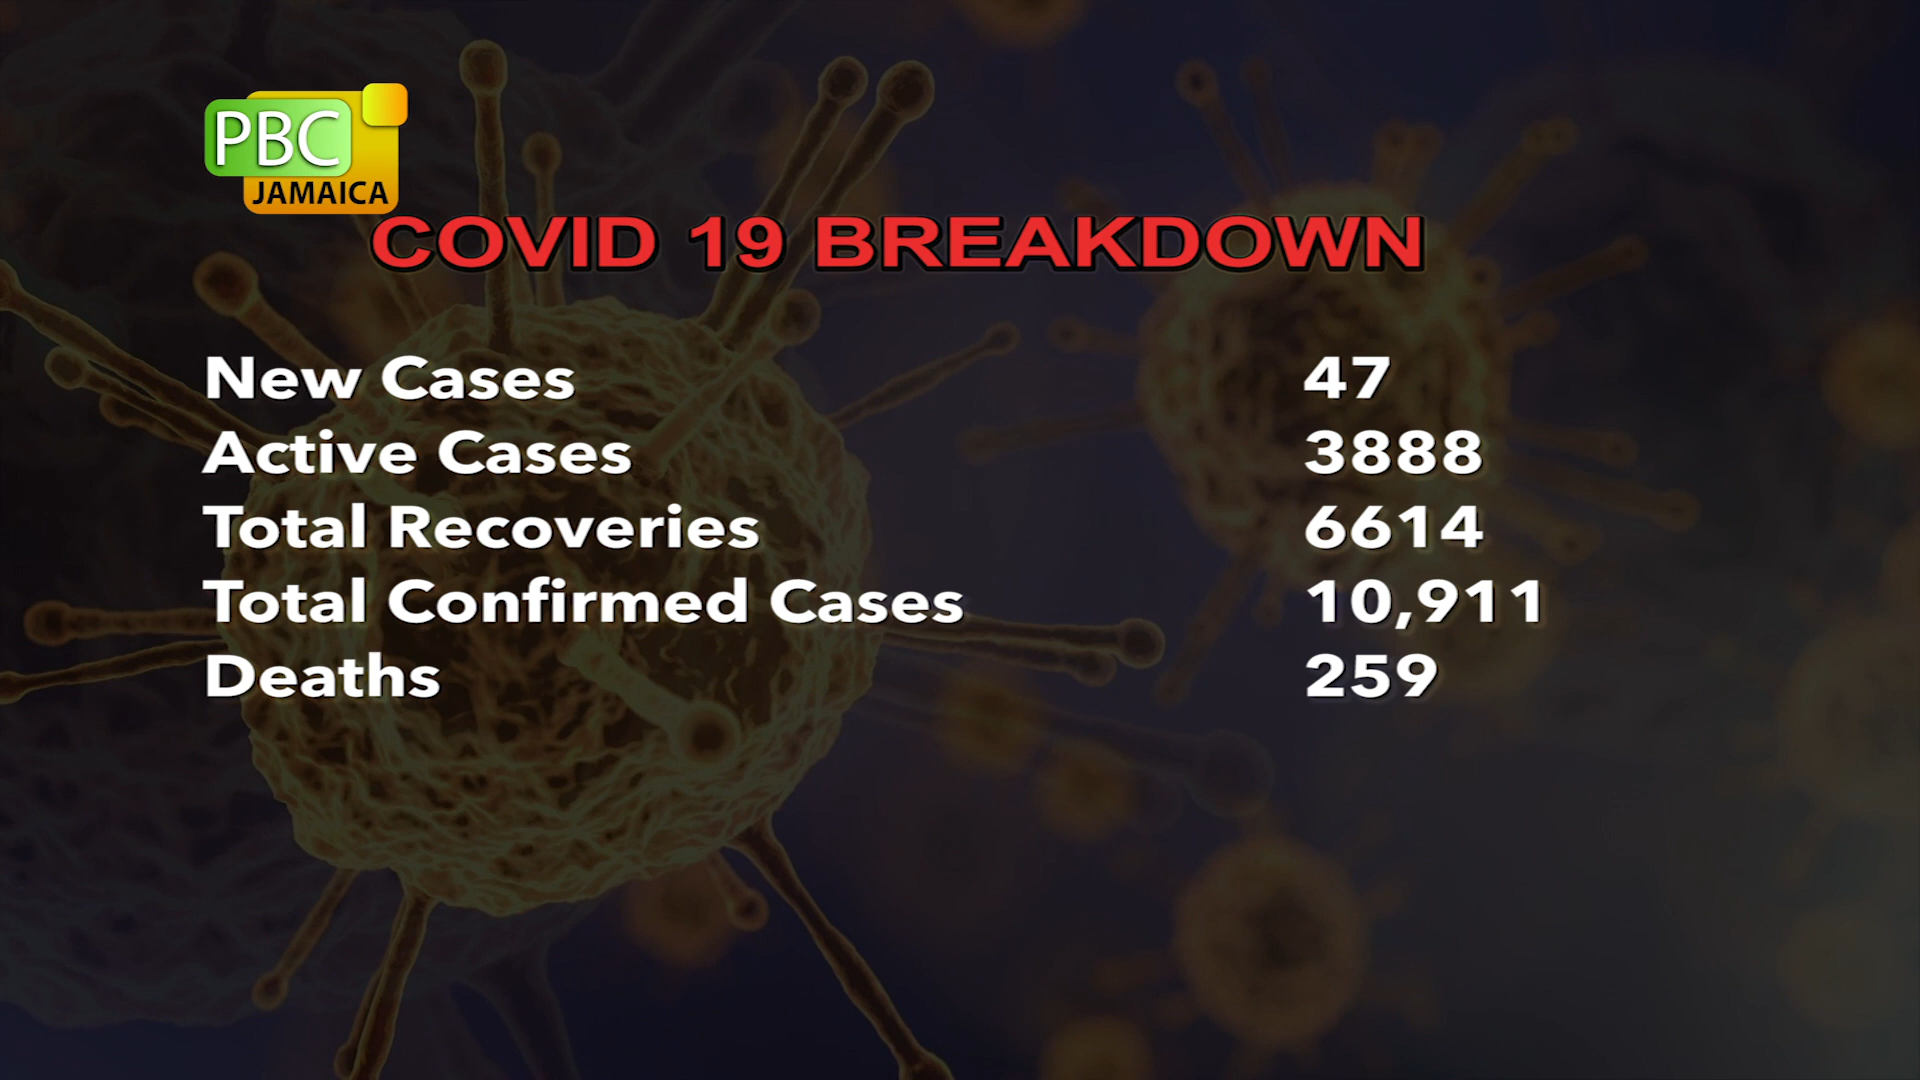 PBC
JAMAICA
COVID 19 BREAKDOWN
New Cases 47
Active Cases 3888
Total Recoveries 6614
Total Confirmed Cases 10,911
Deaths 259